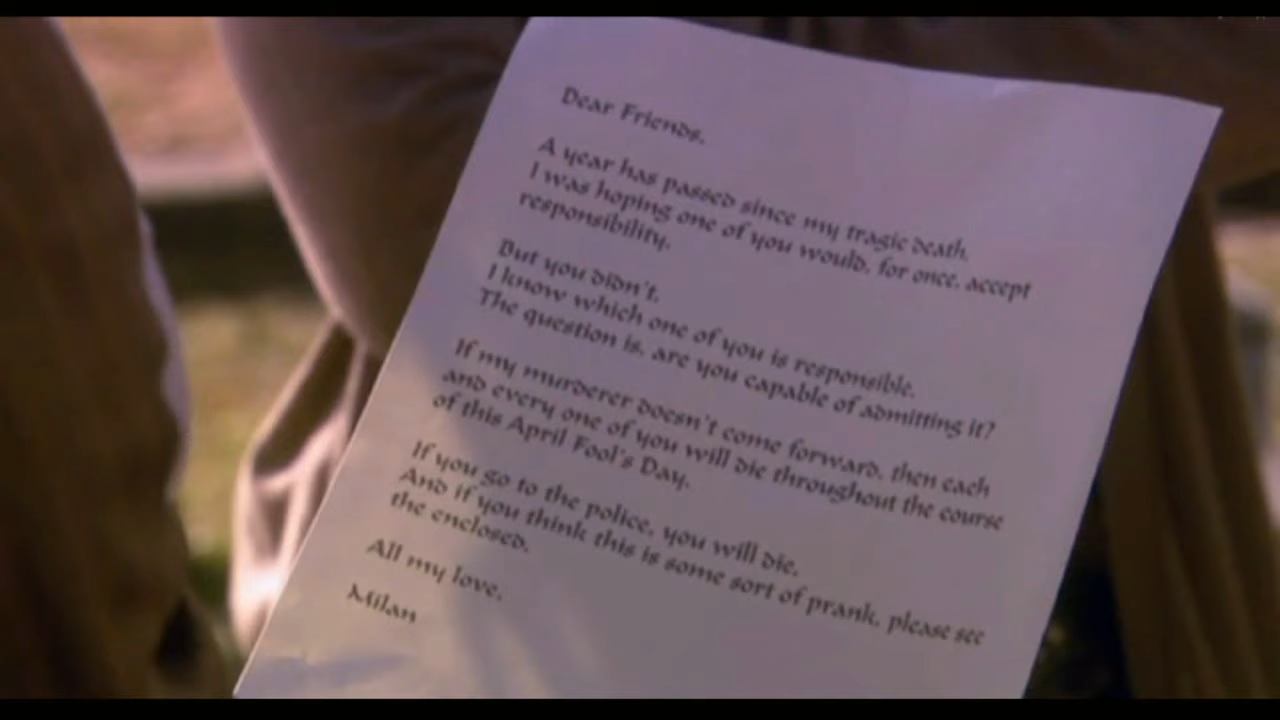 Dear Friends,
A year has passed since my tragic death.
I was hoping one of you would, for once, accept
responsibility.
But you didn't.
I know which one of you is responsible.
The question is, are you capable of admitting it?
If my murderer doesn't come forward, then each
and every one of you will die throughout the course
of this April Fool's Day.
If you go to the police, you will die.
And if you think this is some sort of prank, please see
the enclosed.
All my love,
Milan